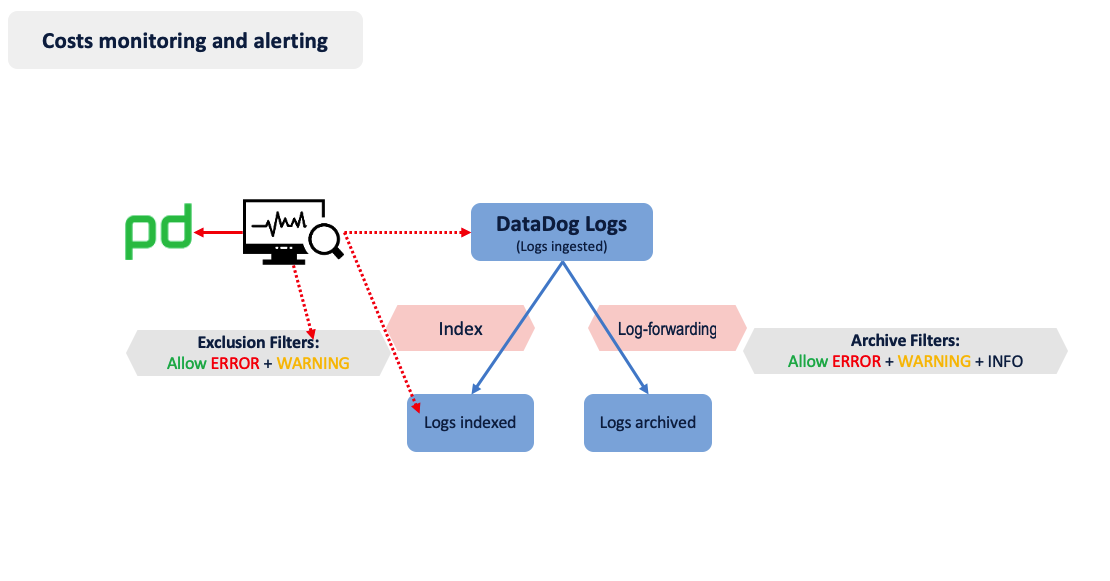 Costs monitoring and alerting
pd
DataDog Logs
(Logs ingested)
Index
Log-forwarding
Exclusion Filters:
Allow ERROR + WARNING
Archive Filters:
Allow ERROR + WARNING + INFO
Logs indexed
Logs archived